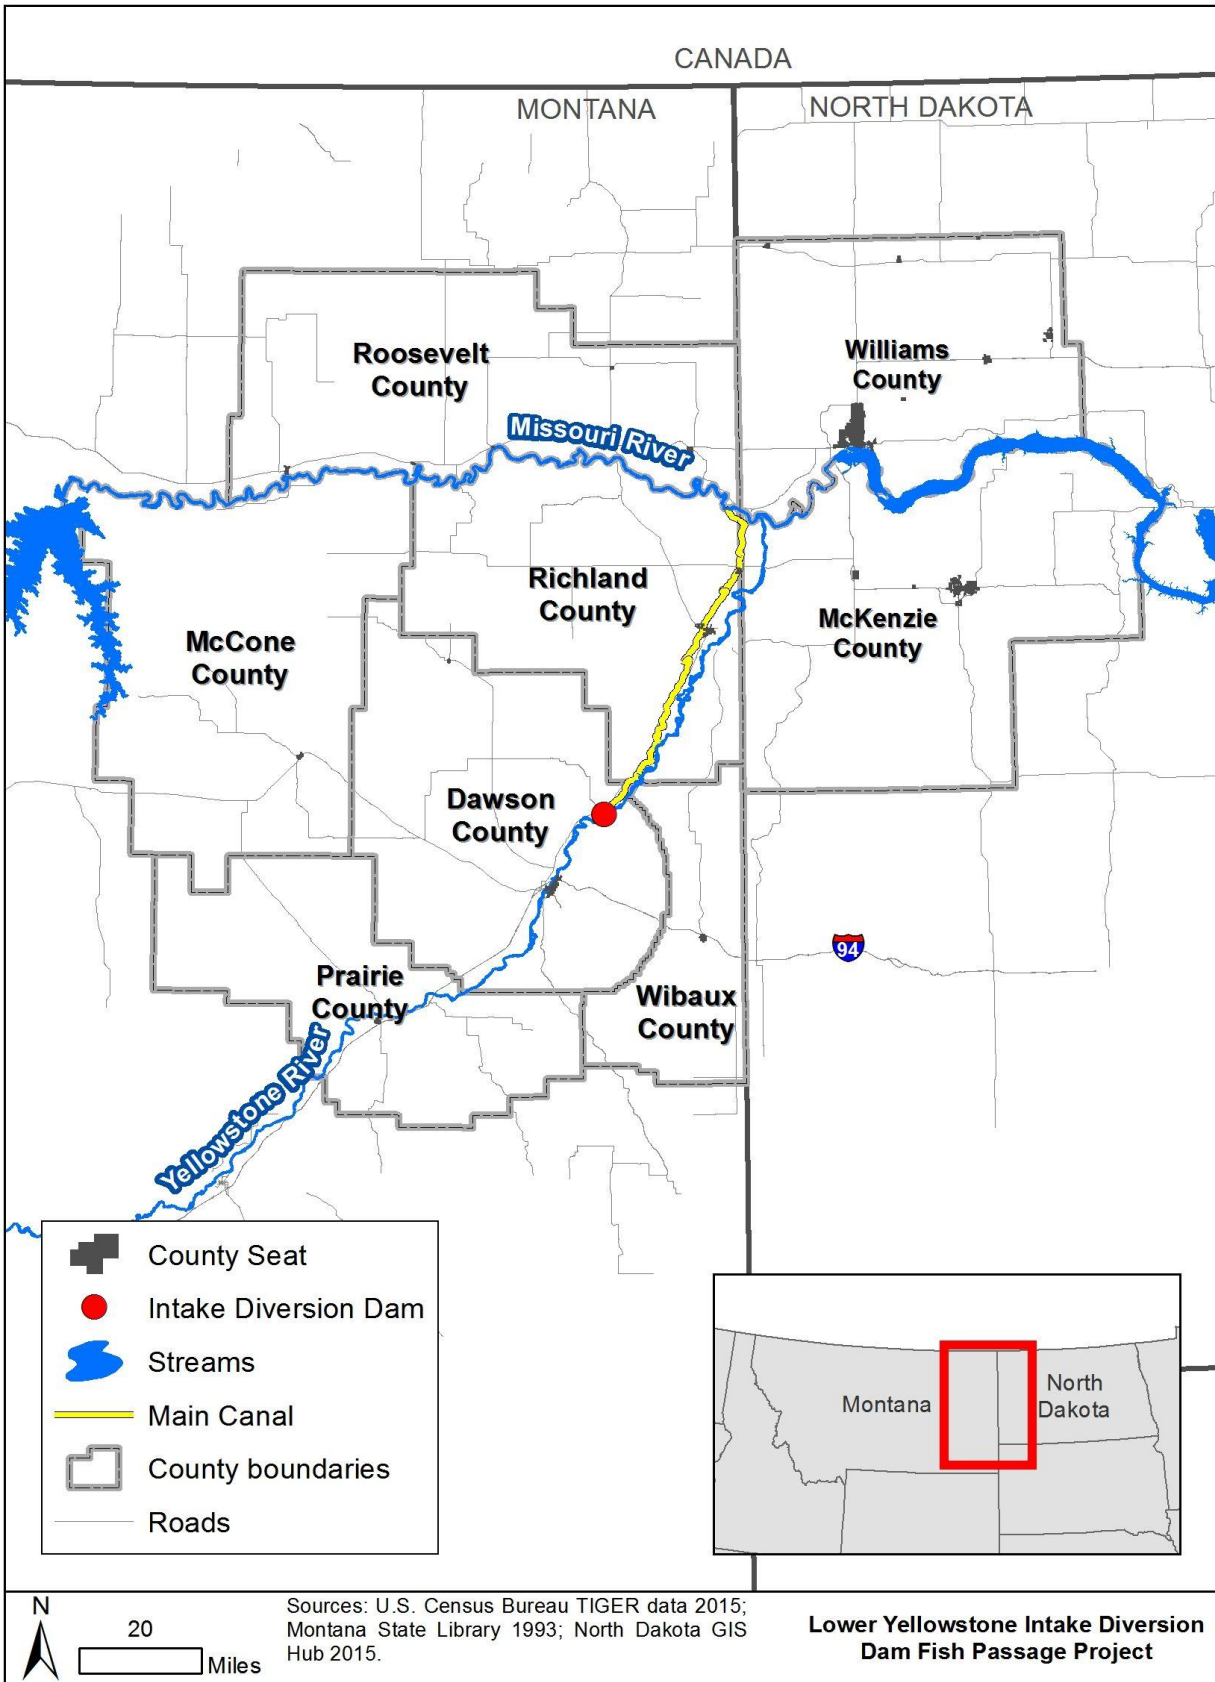 CANADA
MONTANA
NORTH DAKOTA
Roosevelt
County
Williams
County
Missouri River
Richland
County
McKenzie
County
McCone
County
Dawson
County
94
Prairie
County
Wibaux
County
Yellowstone River
County Seat
Intake Diversion Dam
Streams
Main Canal
County boundaries
Roads
Montana
North
Dakota
N
20
Miles
Sources: U.S. Census Bureau TIGER data 2015;
Montana State Library 1993; North Dakota GIS
Hub 2015.
Lower Yellowstone Intake Diversion
Dam Fish Passage Project